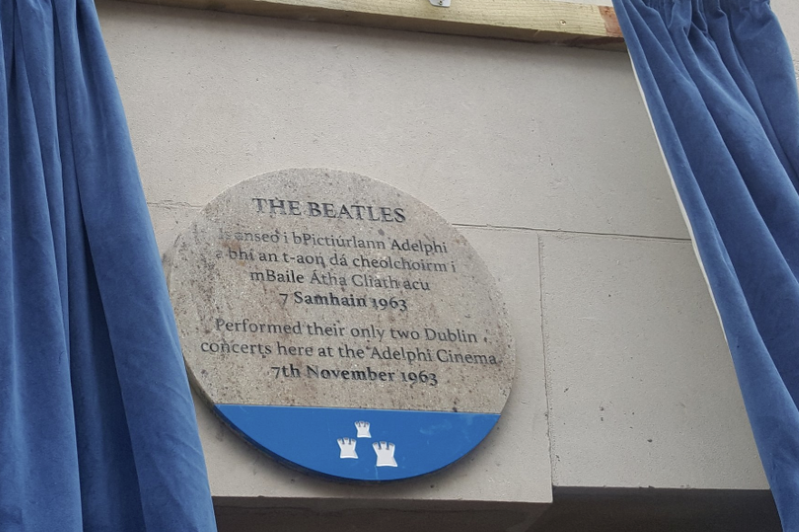 THE BEATLES
Is anseo i bPictiúrlann Adelphi
a bhí an t-aon dá cheolchoirm i
mBaile Átha Cliath acu
7 Samhain 1963
Performed their only two Dublin
concerts here at the Adelphi Cinema
7th November 1963